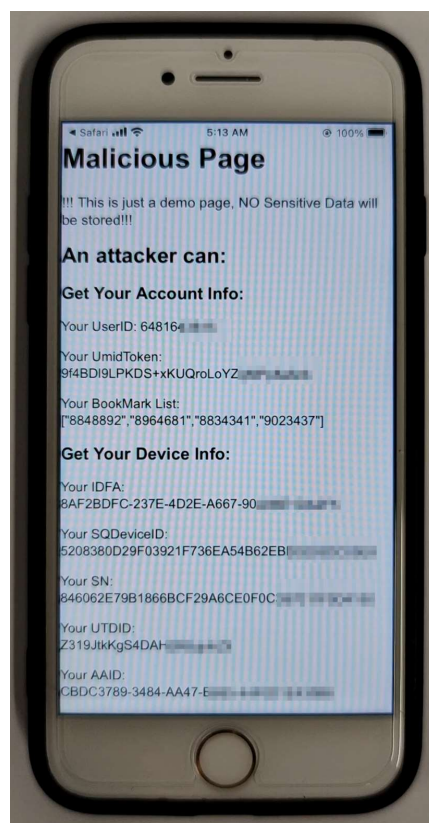 ◀ Safari 5:13 AM 100%
Malicious Page
!!! This is just a demo page, NO Sensitive Data will
be stored!!!
An attacker can:
Get Your Account Info:
Your UserID: 64816
Your UmidToken:
9f4BDI9LPKDS+xKUQroLoYZ
Your BookMark List:
["8848892","8964681","8834341","9023437"]
Get Your Device Info:
Your IDFA:
8AF2BDFC-237E-4D2E-A667-90
Your SQDeviceID:
5208380D29F03921F736EA54B62EB
Your SN:
846062E79B1866BCF29A6CE0F0C
Your UTDID:
Z319JtkKgS4DAH
Your AAID:
CBDC3789-3484-AA47-